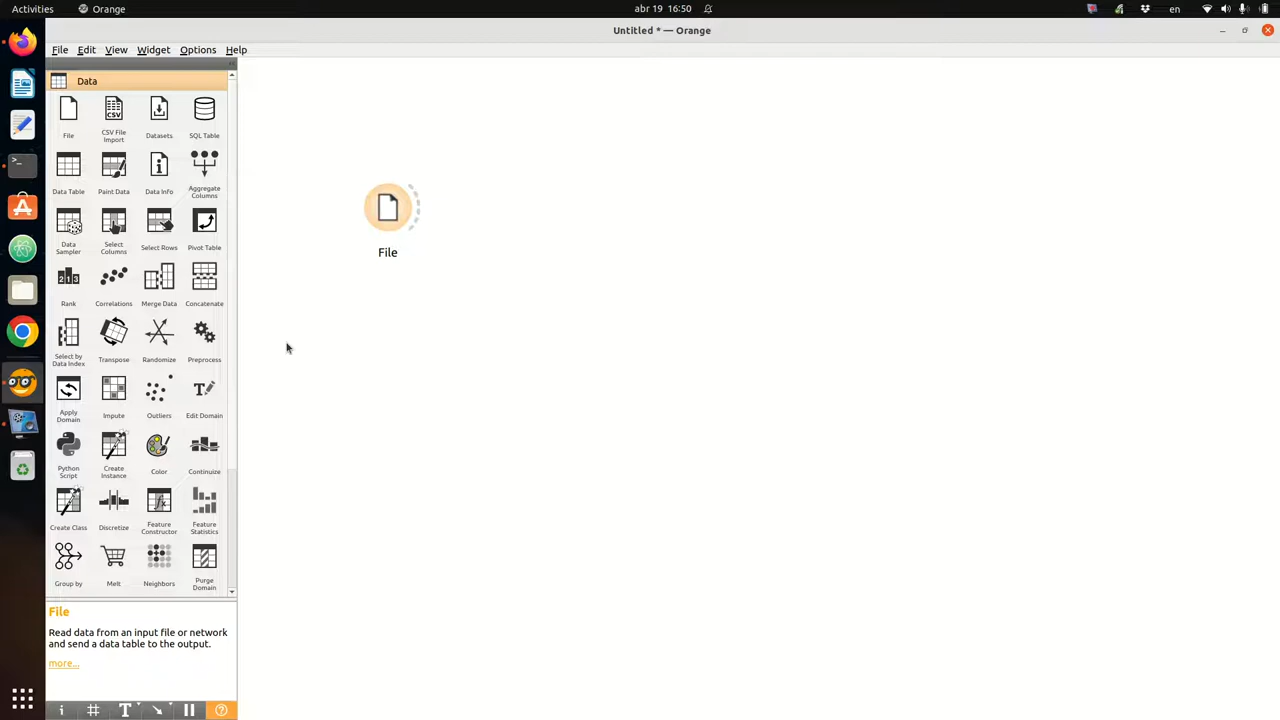 Activities
Orange
abr 19 16:50
en
Untitled * — Orange
File Edit View Widget Options Help
Data
File
CSV File
Import
Datasets
SQL Table
Data Table
Paint Data
Data Info
Aggregate
Columns
Data
Sampler
Select
Columns
Select Rows
Pivot Table
Rank
Correlations
Merge Data
Concatenate
Select by
Data Index
Transpose
Randomize
Preprocess
Apply
Domain
Impute
Outliers
Edit Domain
Python
Script
Create
Instance
Color
Continuize
Create Class
Discretize
Feature
Constructor
Feature
Statistics
Group by
Melt
Neighbors
Purge
Domain
File
Read data from an input file or network
and send a data table to the output.
more...
File